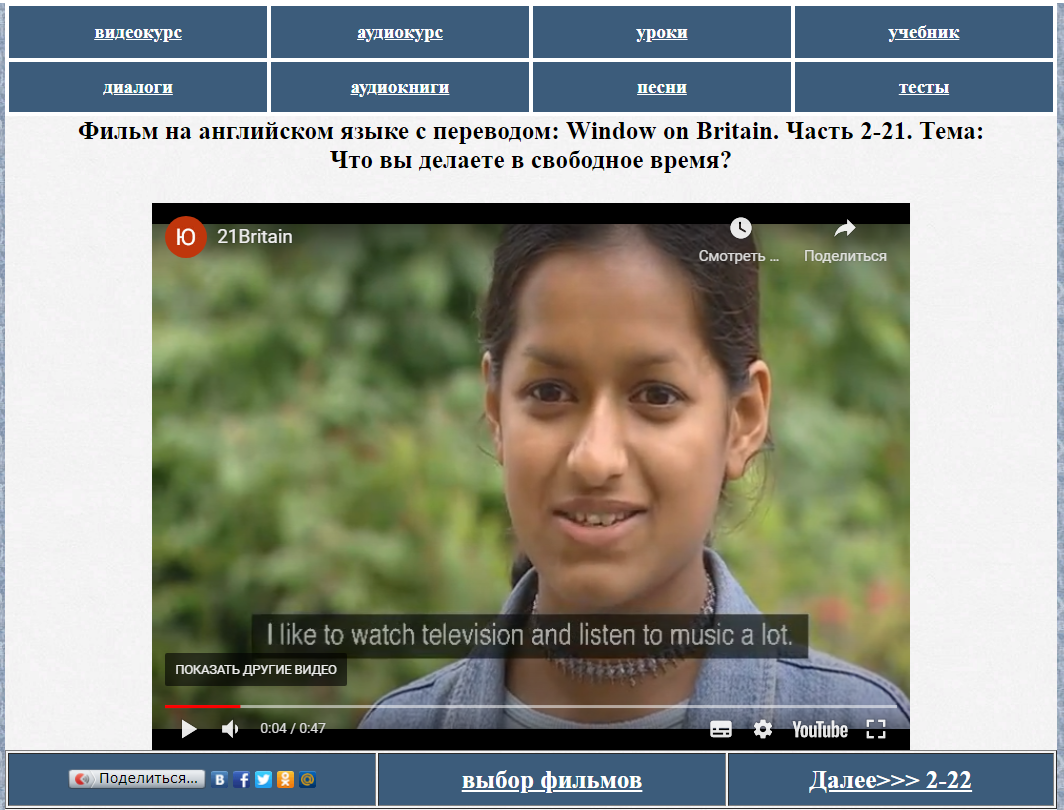 видеокурс аудиокурс уроки учебник
диалоги аудиокниги песни тесты
Фильм на английском языке с переводом: Window on Britain. Часть 2-21. Тема:
Что вы делаете в свободное время?
Ю 21Britain
Смотреть ... Поделиться
I like to watch television and listen to music a lot.
ПОКАЗАТЬ ДРУГИЕ ВИДЕО
0:04 / 0:47 YouTube
Поделиться... B f @ выбор фильмов Далее>>> 2-22